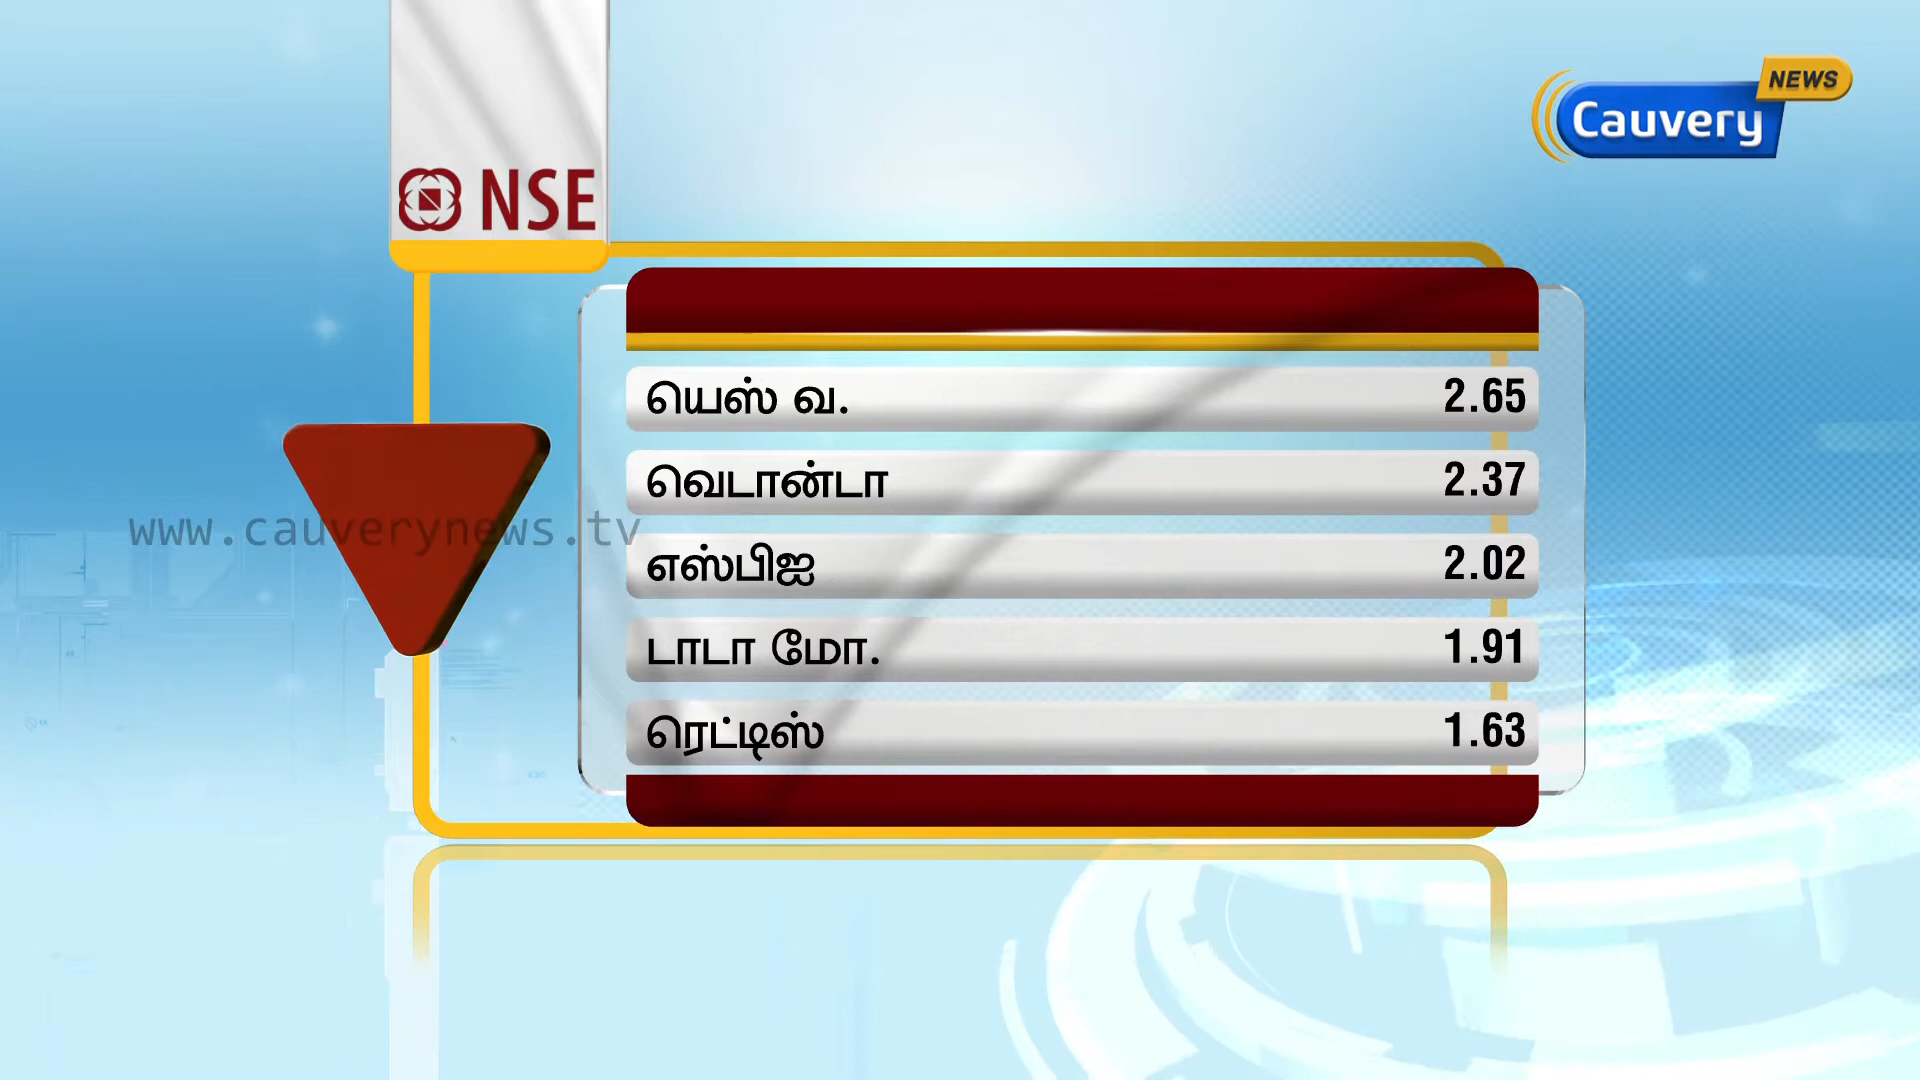 NEWS
Cauvery
NSE
யெஸ் வ. 2.65
வெடான்டா 2.37
www.cauverynews.tv
எஸ்பிஐ 2.02
டாடா மோ. 1.91
ரெட்டிஸ் 1.63